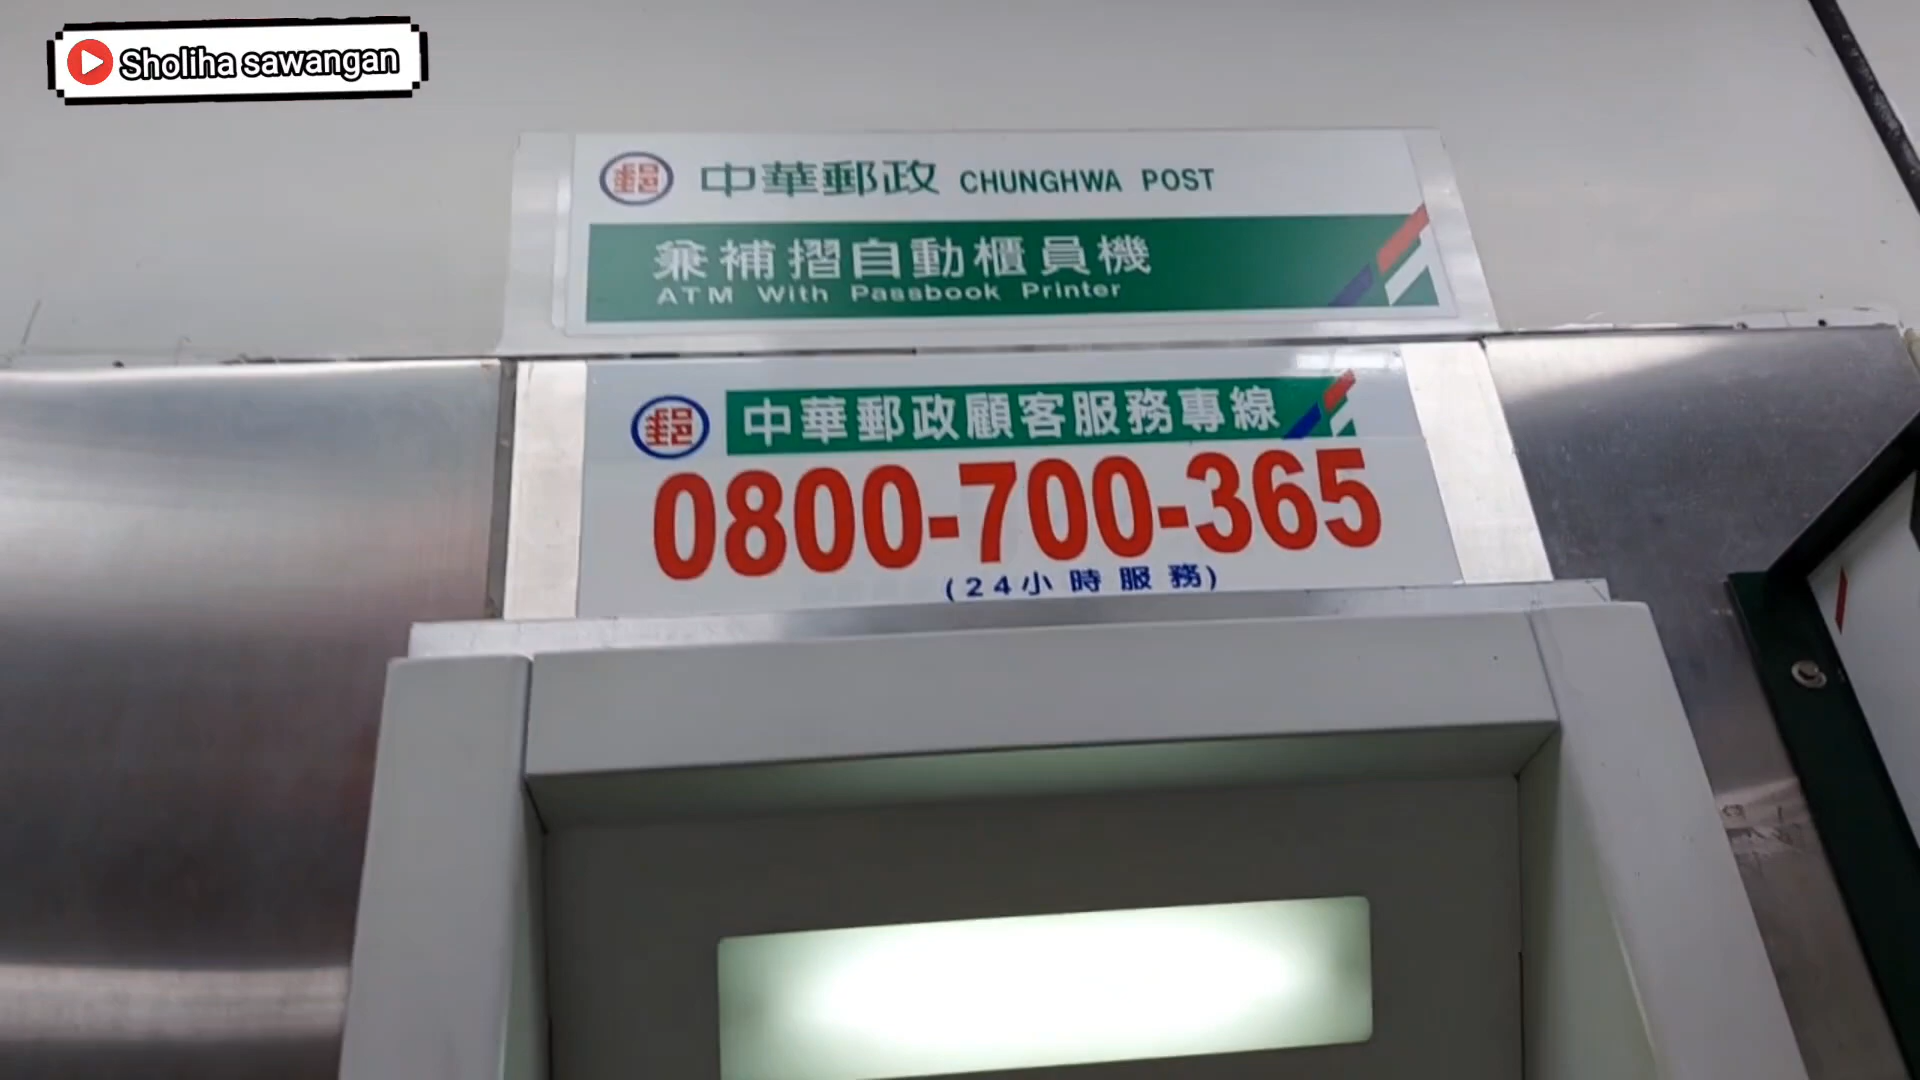 Sholiha sawangan
郵 中華郵政 CHUNGHWA POST
兼補摺自動櫃員機
ATM With Passbook Printer
郵 中華郵政顧客服務專線
0800-700-365
(24小時服務)